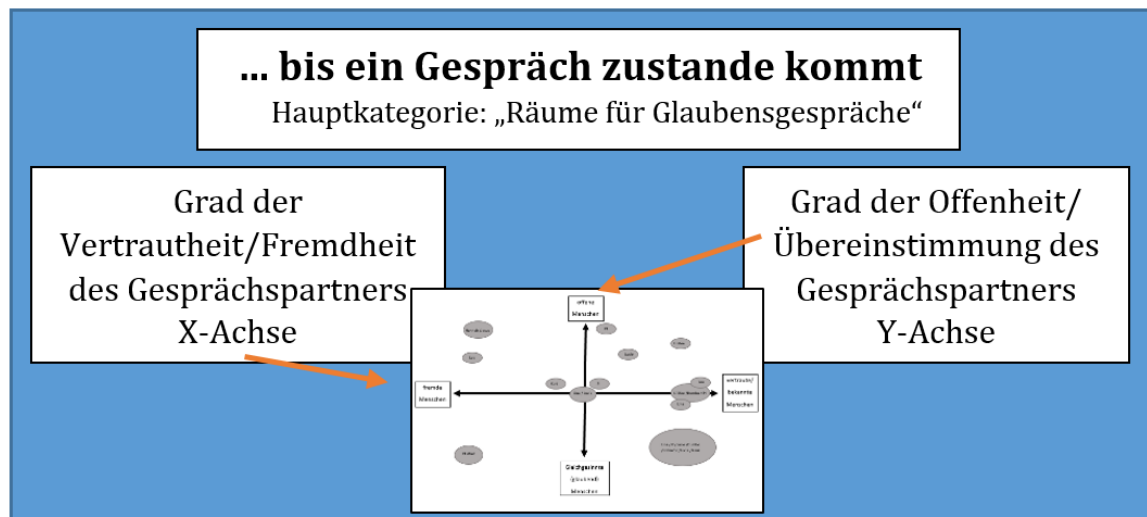 ... bis ein Gespräch zustande kommt
Hauptkategorie: „Räume für Glaubensgespräche“
Grad der
Vertrautheit/Fremdheit
des Gesprächspartners
X-Achse
Grad der Offenheit/
Übereinstimmung des
Gesprächspartners
Y-Achse
offene
Menschen
fremde
Menschen
vertraute/
bekannte
Menschen
Gleichgesinnte
(glaubend)
Menschen